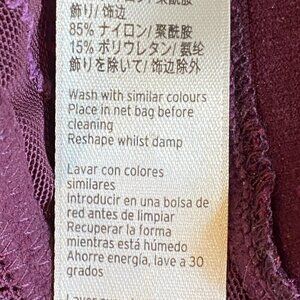 飾り/ 饰边
85% ナイロン/ 聚酰胺
15% ポリウレタン/ 氨纶
飾りを除いて/ 饰边除外
Wash with similar colours
Place in net bag before
cleaning
Reshape whilst damp
Lavar con colores
similares
Introducir en una bolsa de
red antes de limpiar
Recuperar la forma
mientras está húmedo
Ahorre energía, lave a 30
grados